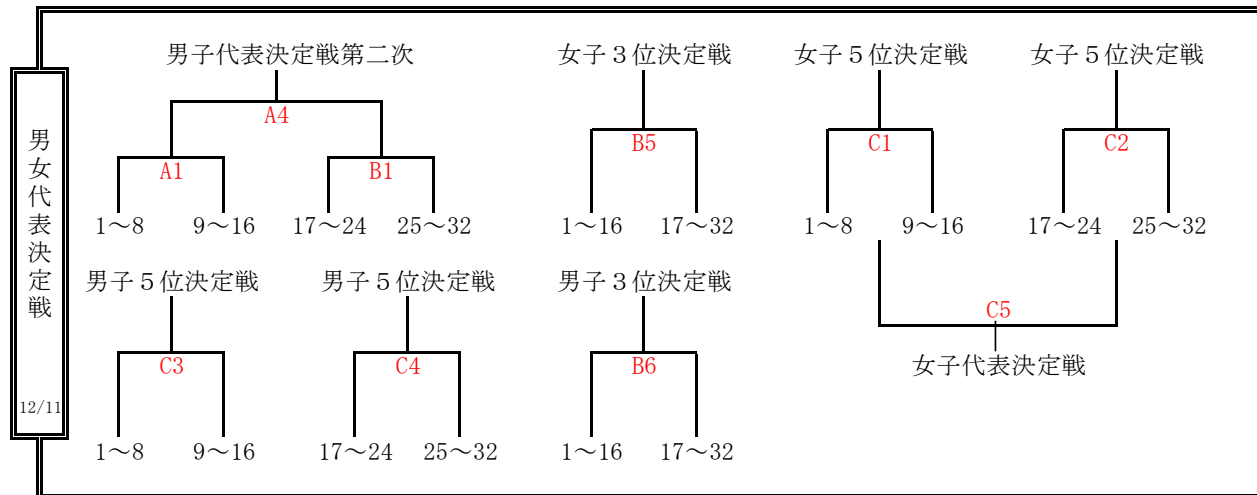 男女代表決定戦
12/11
男子代表決定戦第二次
A4
A1
B1
1～8
9～16
17～24
25～32
女子３位決定戦
B5
1～16
17～32
女子５位決定戦
C1
1～8
9～16
女子５位決定戦
C2
17～24
25～32
C5
女子代表決定戦
男子５位決定戦
C3
1～8
9～16
男子５位決定戦
C4
17～24
25～32
男子３位決定戦
B6
1～16
17～32